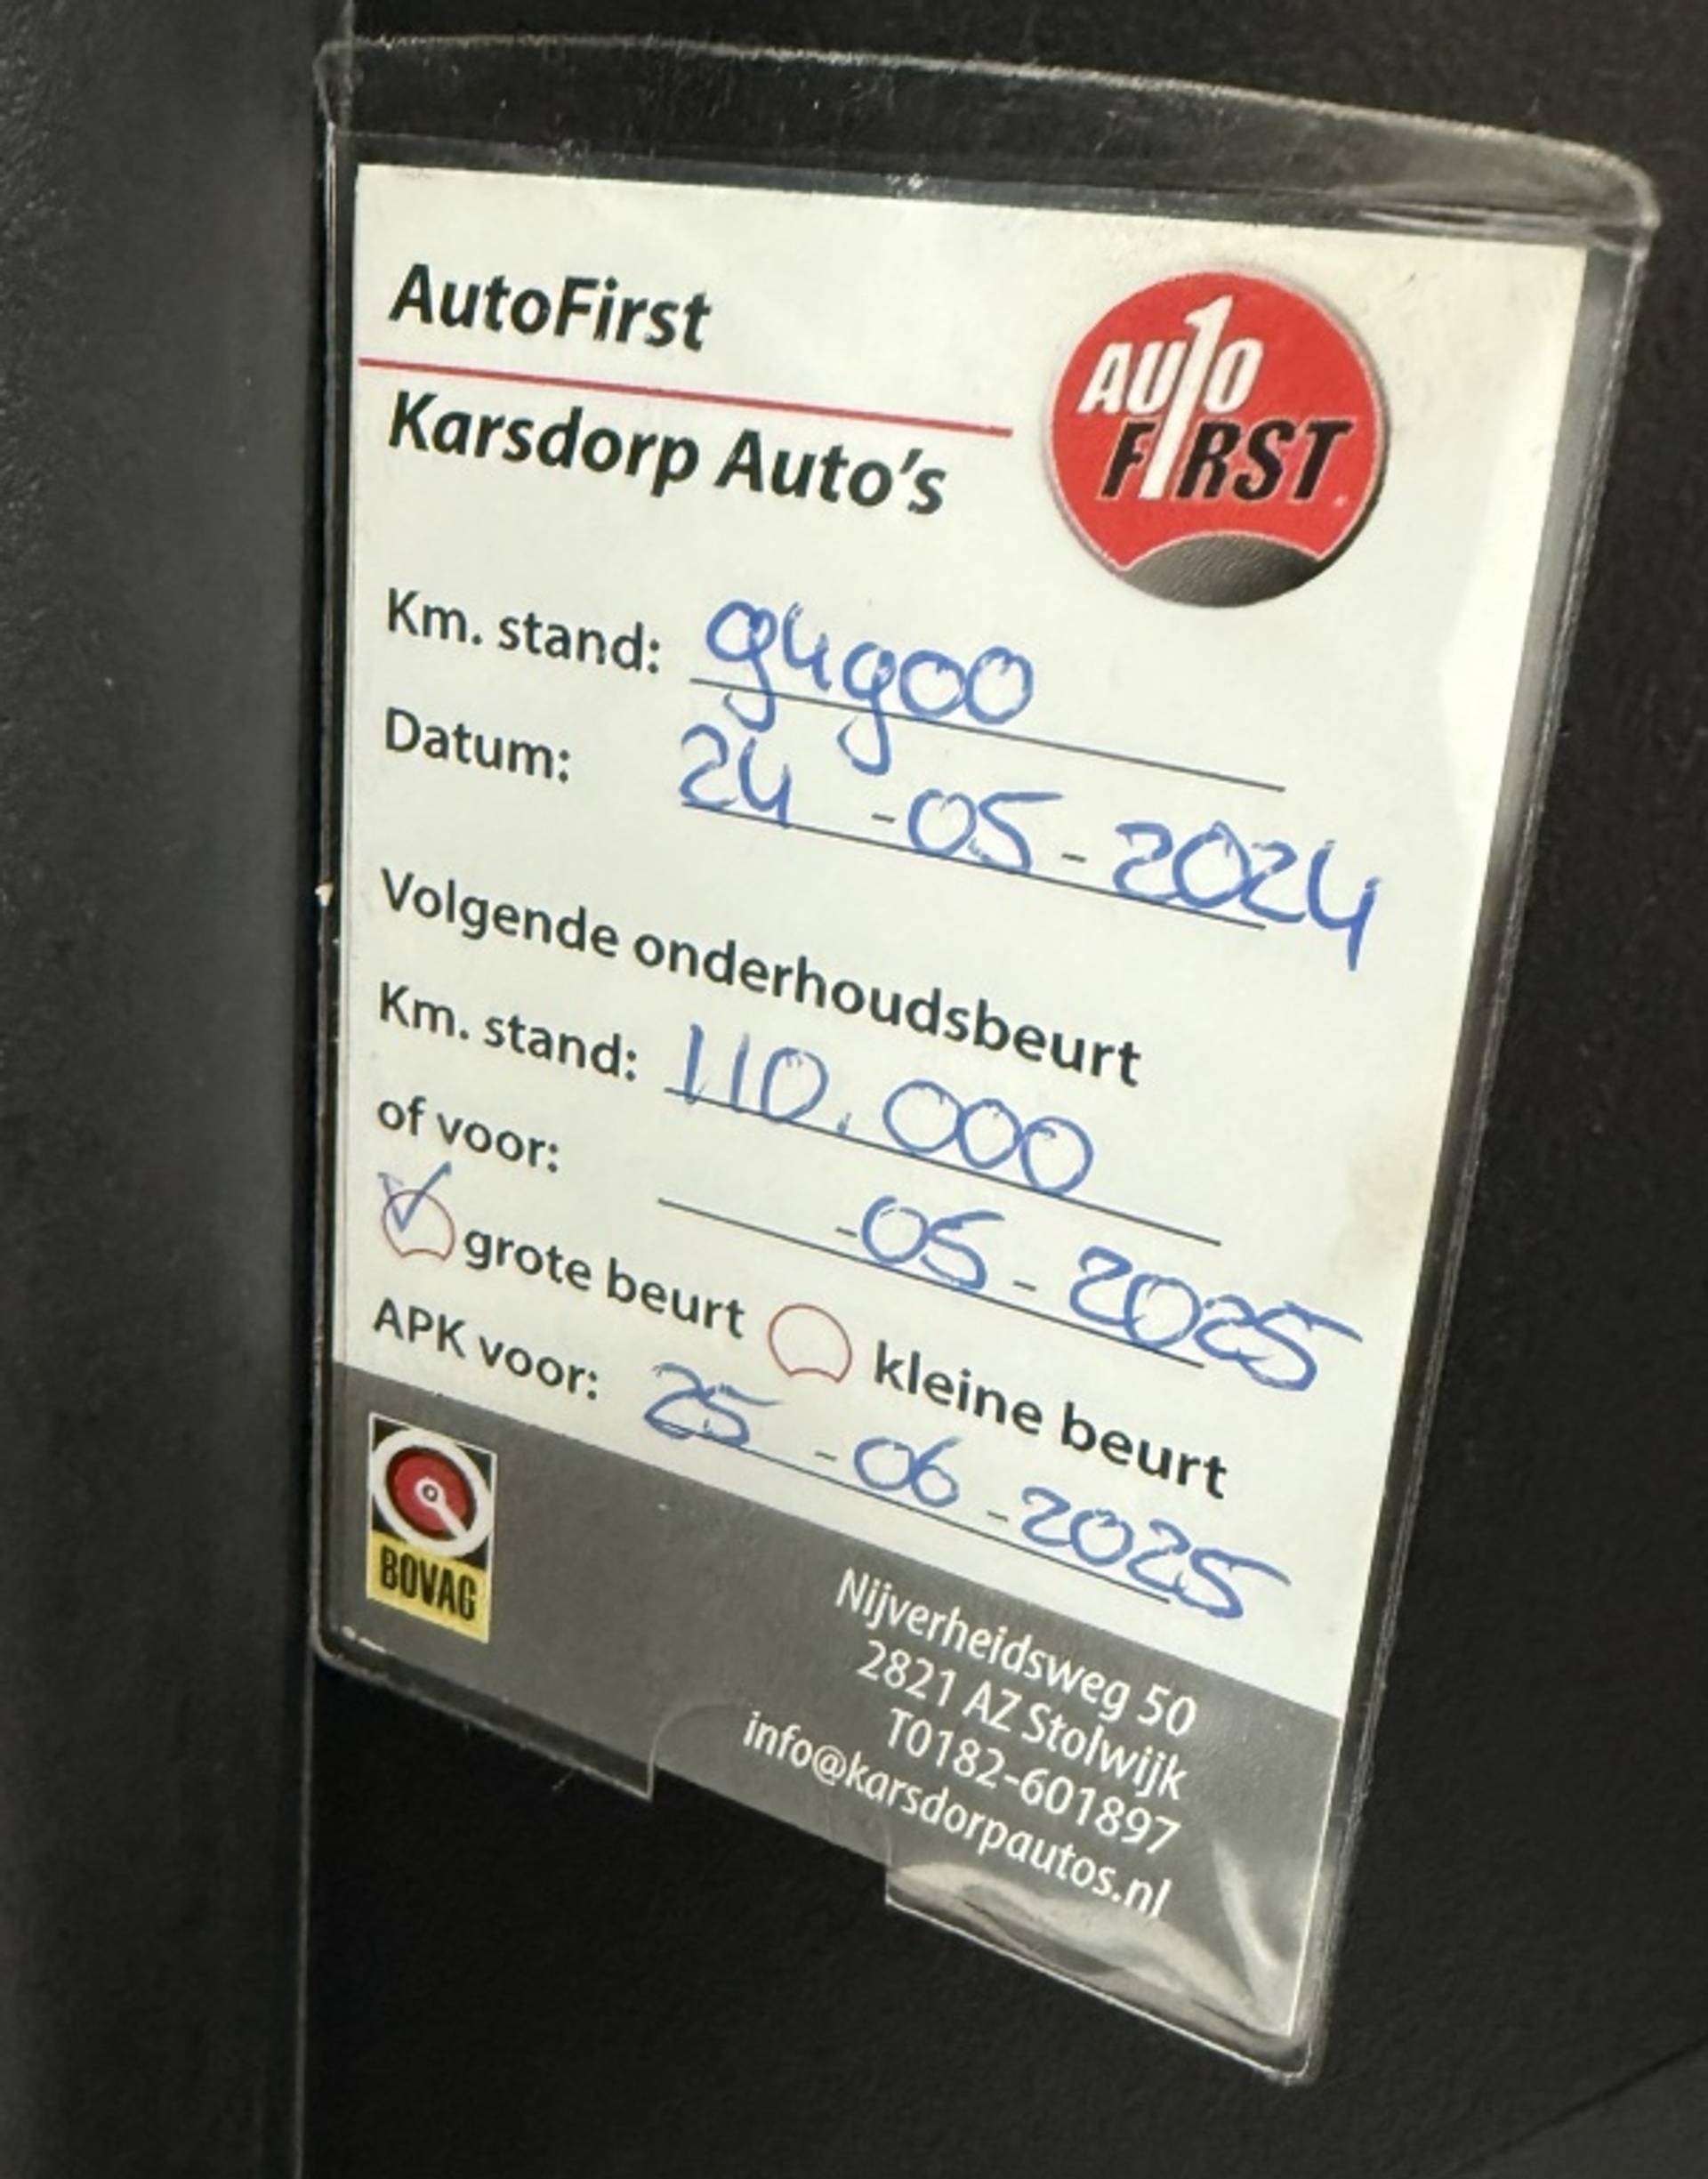 AutoFirst
AUTO
FIRST
Karsdorp Auto's
Km. stand: 94900
Datum: 24-05-2024
Volgende onderhoudsbeurt
Km. stand: 110.000
of voor: -05-2025
grote beurt kleine beurt
APK voor: 25-06-2025
BOVAG
Nijverheidsweg 50
2821 AZ Stolwijk
T0182-601897
info@karsdorpautos.nl